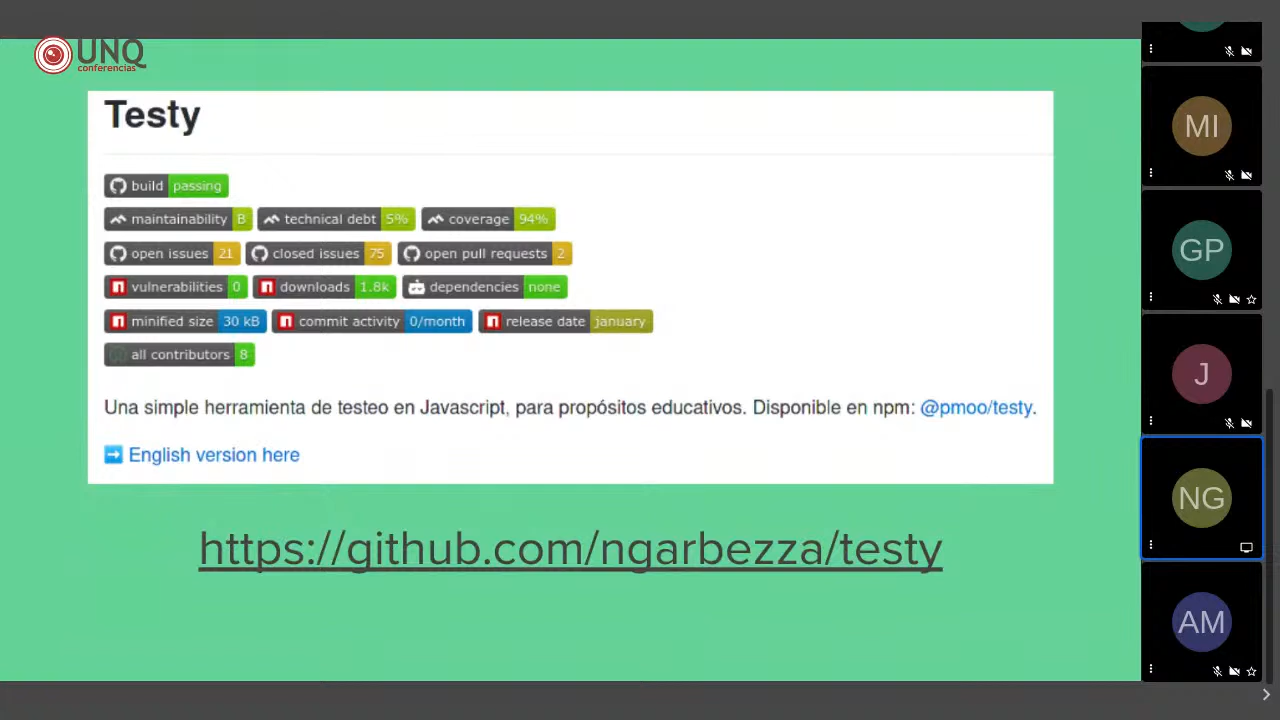 UNQ
conferencias
Testy
build passing
maintainability B technical debt 5% coverage 94%
open issues 21 closed issues 75 open pull requests 2
vulnerabilities 0 downloads 1.8k dependencies none
minified size 30 kB commit activity 0/month release date january
all contributors 8
Una simple herramienta de testeo en Javascript, para propósitos educativos. Disponible en npm: @pmoo/testy.
English version here
https://github.com/ngarbezza/testy
MI
GP
J
NG
AM